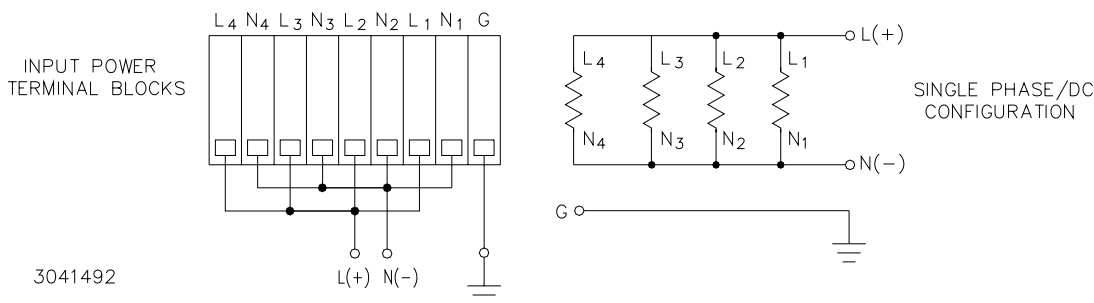 L4 N4 L3 N3 L2 N2 L1 N1 G
INPUT POWER
TERMINAL BLOCKS
L(+) N(-)
3041492
L(+)
L4 L3 L2 L1
N4 N3 N2 N1
N(-)
SINGLE PHASE/DC
CONFIGURATION
G